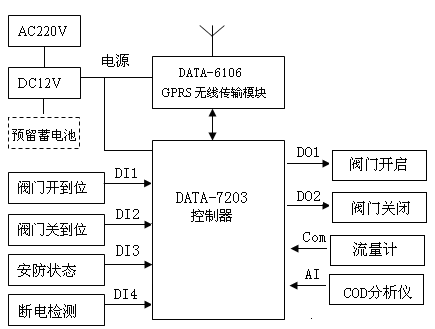 AC220V
DC12V
预留蓄电池
电源
DATA-6106
GPRS 无线传输模块
DATA-7203
控制器
阀门开到位
DI1
阀门关到位
DI2
安防状态
DI3
断电检测
DI4
DO1
阀门开启
DO2
阀门关闭
Com
流量计
AI
COD分析仪